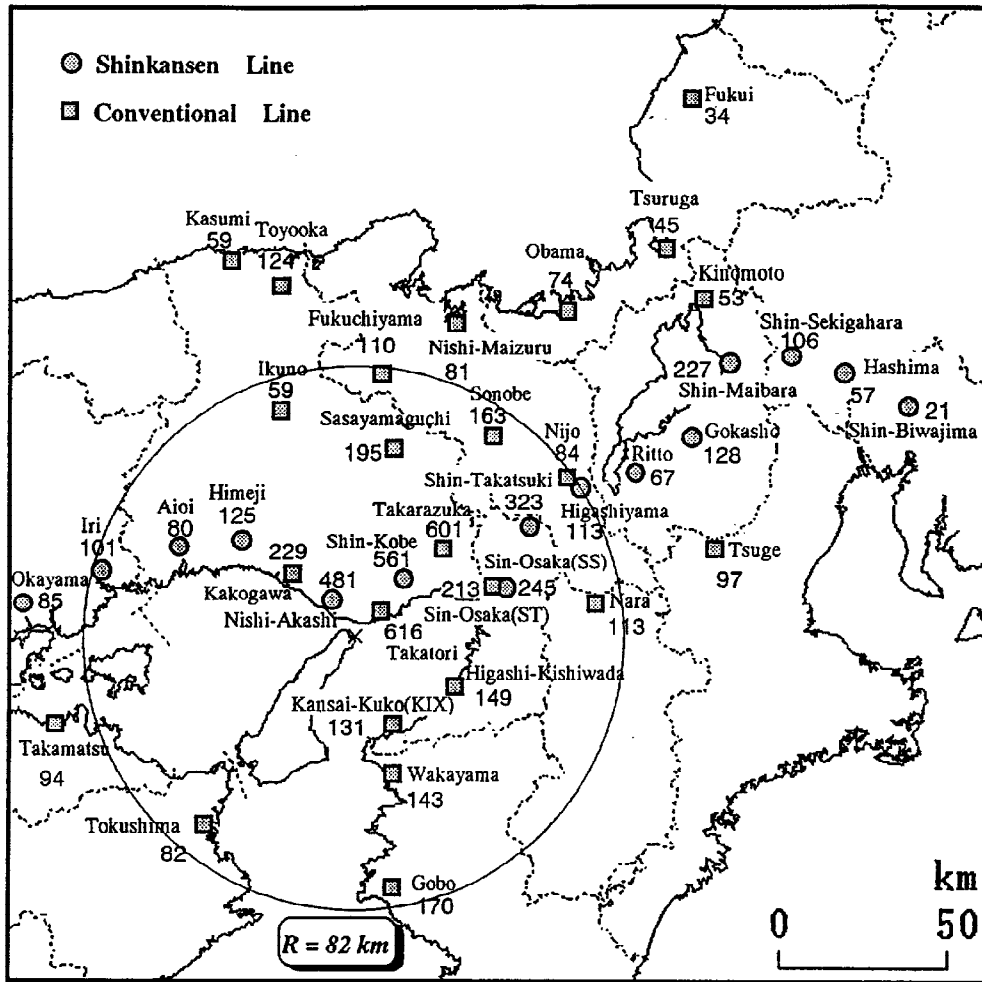 Shinkansen Line
Conventional Line
Fukui
34
Tsuruga
45
Kasumi
59
Toyooka
124
Obama
74
Kinomoto
53
Fukuchiyama
110
Nishi-Maizuru
81
Shin-Sekigahara
106
227
Shin-Maibara
Hashima
57
21
Shin-Biwajima
Ikuno
59
Sonobe
163
Sasayamaguchi
195
Nijo
84
Gokasho
128
Ritto
67
Shin-Takatsuki
323
Higashiyama
113
Himeji
125
Aioi
80
Iri
101
Takarazuka
601
Shin-Kobe
561
Tsuge
97
229
Kakogawa
481
Nishi-Akashi
Okayama
85
Sin-Osaka(SS)
213
245
Sin-Osaka(ST)
Nara
113
616
Takatori
Higashi-Kishiwada
149
Kansai-Kuko(KIX)
131
Takamatsu
94
Wakayama
143
Tokushima
82
Gobo
170
R = 82 km
km
0 50